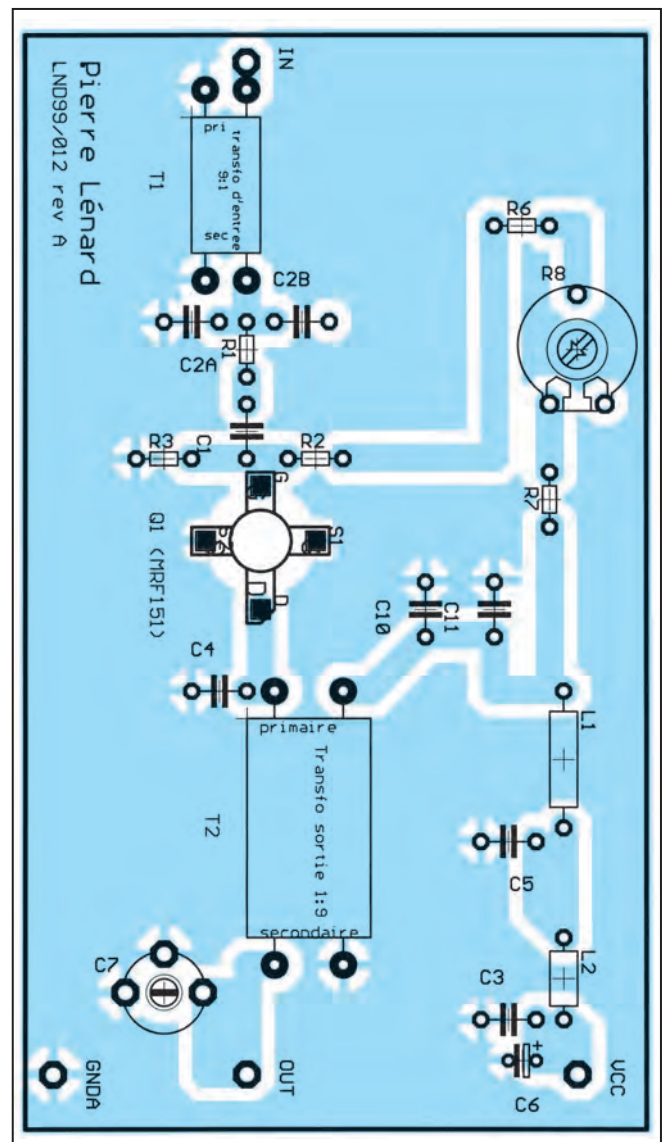 IN
Pierre Lénard
LND99/012 rev A
T1
pri
transfo d'entree
9:1
sec
C2B
C2A
R1
R6
R8
R3
C1
R2
R7
G
S1
D
Q1 (MRF151)
C10
C11
C4
primaire
Transfo sortie 1:9
secondaire
T2
L1
C5
C7
L2
C3
+
C6
GNDA
OUT
VCC